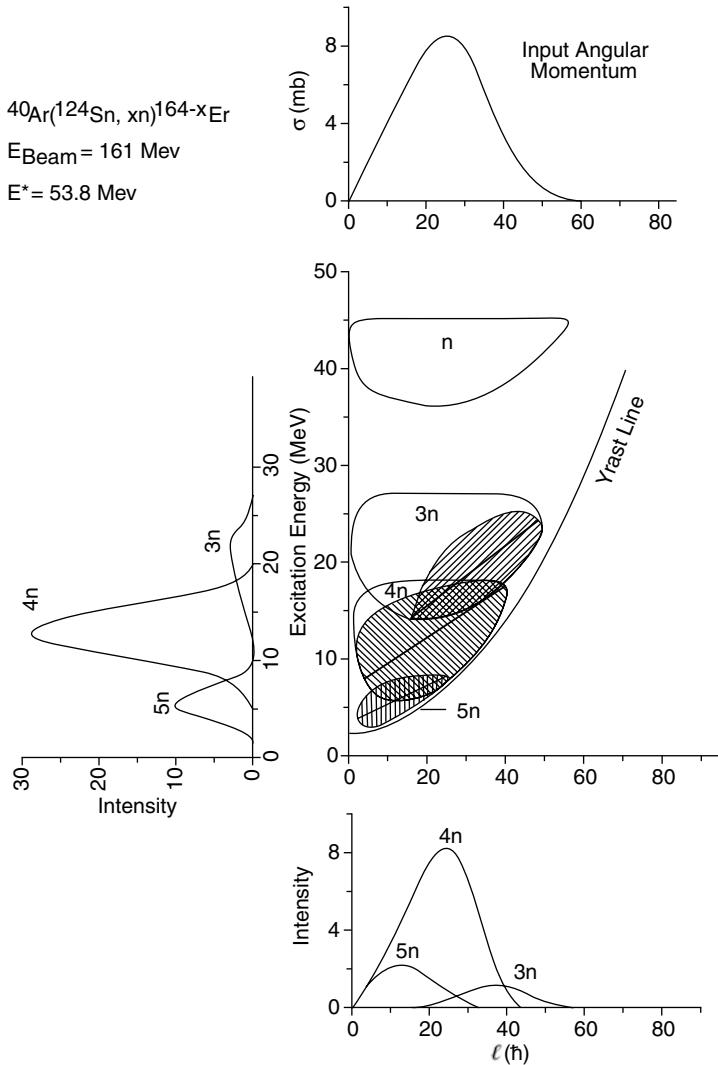 ⁴⁰Ar(¹²⁴Sn, xn)¹⁶⁴⁻ˣEr
E_Beam = 161 Mev
E* = 53.8 Mev
Input Angular
Momentum
σ (mb)
8
4
0
0 20 40 60 80
Excitation Energy (MeV)
50
40
30
20
10
0
n
3n
4n
5n
Yrast Line
0 20 40 60 80
30
20
10
0
3n
4n
5n
30 20 10 0
Intensity
Intensity
8
4
0
4n
5n
3n
0 20 40 60 80
ℓ(ħ)